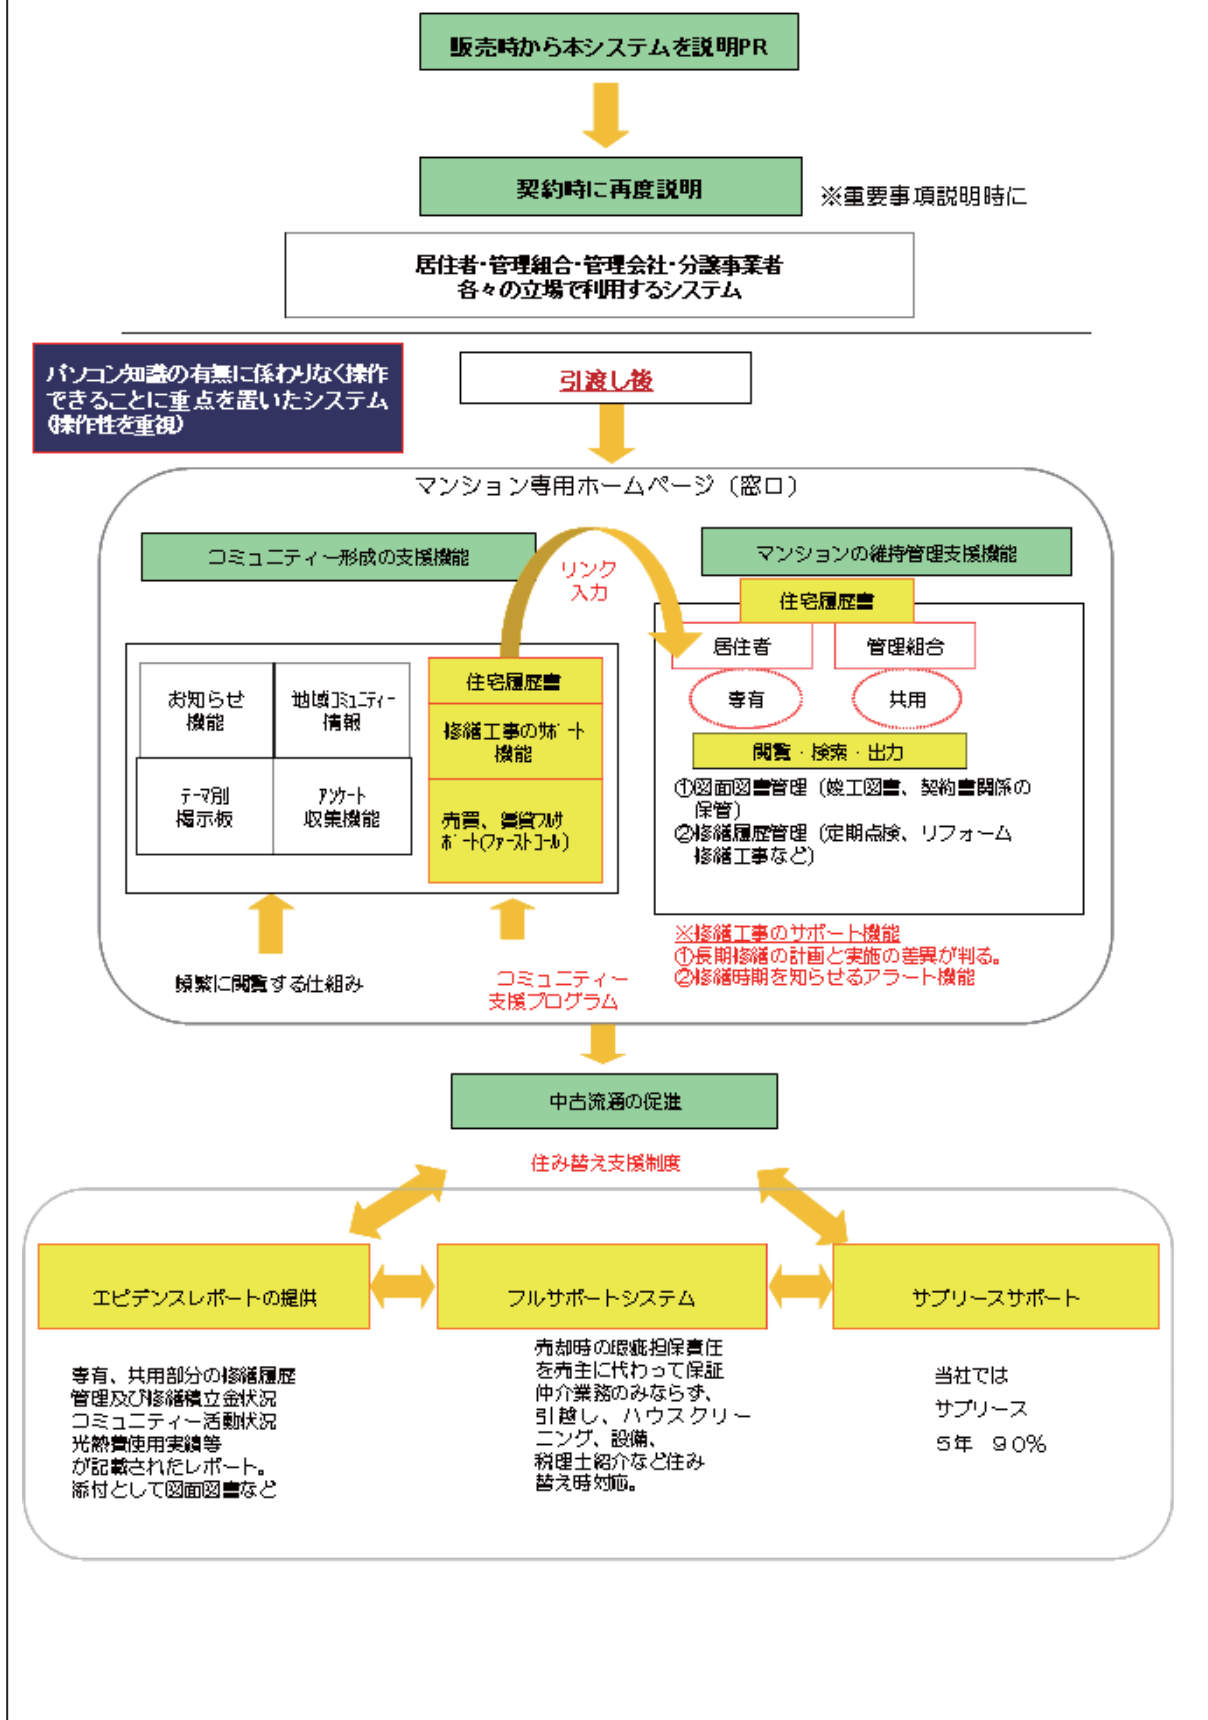 販売時から本システムを説明PR
契約時に再度説明
※重要事項説明時に
居住者・管理組合・管理会社・分譲事業者
各々の立場で利用するシステム
パソコン知識の有無に係わりなく操作
できることに重点を置いたシステム
(操作性を重視)
引渡し後
マンション専用ホームページ（窓口）
コミュニティー形成の支援機能
リンク
入力
マンションの維持管理支援機能
住宅履歴書
居住者
管理組合
専有
共用
閲覧・検索・出力
①図面図書管理（竣工図書、契約書関係の
保管）
②修繕履歴管理（定期点検、リフォーム
修繕工事など）
※修繕工事のサポート機能
①長期修繕の計画と実施の差異が判る。
②修繕時期を知らせるアラート機能
お知らせ
機能
地域ｺﾐｭﾆﾃｨｰ
情報
ﾃｰﾏ別
掲示板
ｱﾝｹｰﾄ
収集機能
住宅履歴書
修繕工事のｻﾎﾟｰﾄ
機能
売買、賃貸ﾌﾙｻ
ﾎﾟｰﾄ(ﾌｧｰｽﾄｺｰﾙ)
頻繁に閲覧する仕組み
コミュニティー
支援プログラム
中古流通の促進
住み替え支援制度
エビデンスレポートの提供
フルサポートシステム
サブリースサポート
専有、共用部分の修繕履歴
管理及び修繕積立金状況
コミュニティー活動状況
光熱費使用実績等
が記載されたレポート。
添付として図面図書など
売却時の瑕疵担保責任
を売主に代わって保証
仲介業務のみならず、
引越し、ハウスクリー
ニング、設備、
税理士紹介など住み
替え時対応。
当社では
サブリース
５年　９０％